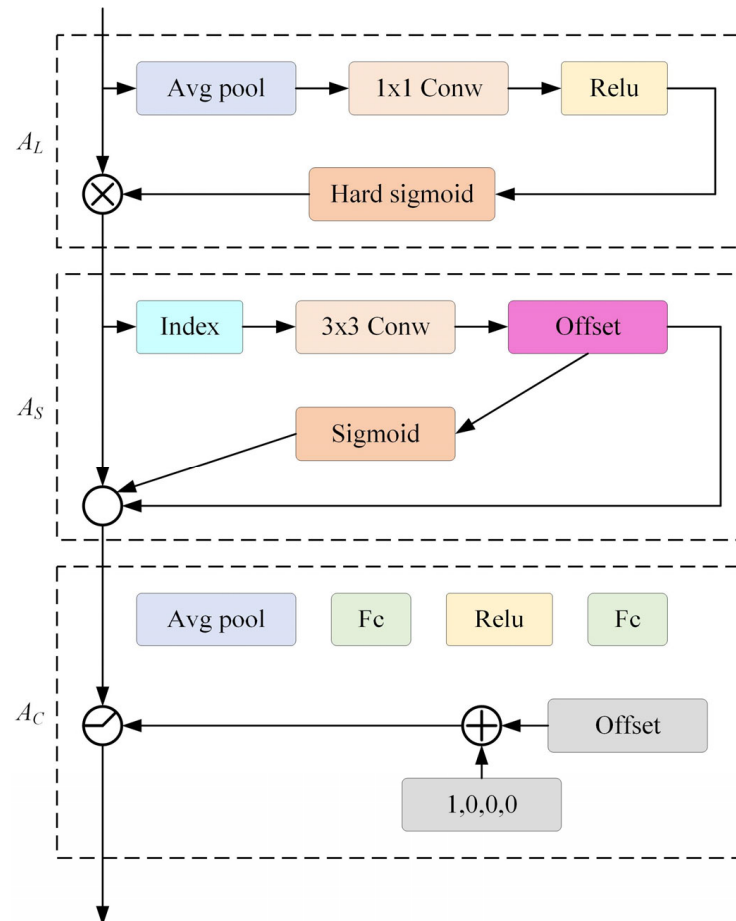 Avg pool
1x1 Conw
Relu
A_L
Hard sigmoid
Index
3x3 Conw
Offset
A_S
Sigmoid
Avg pool
Fc
Relu
Fc
A_C
Offset
1,0,0,0